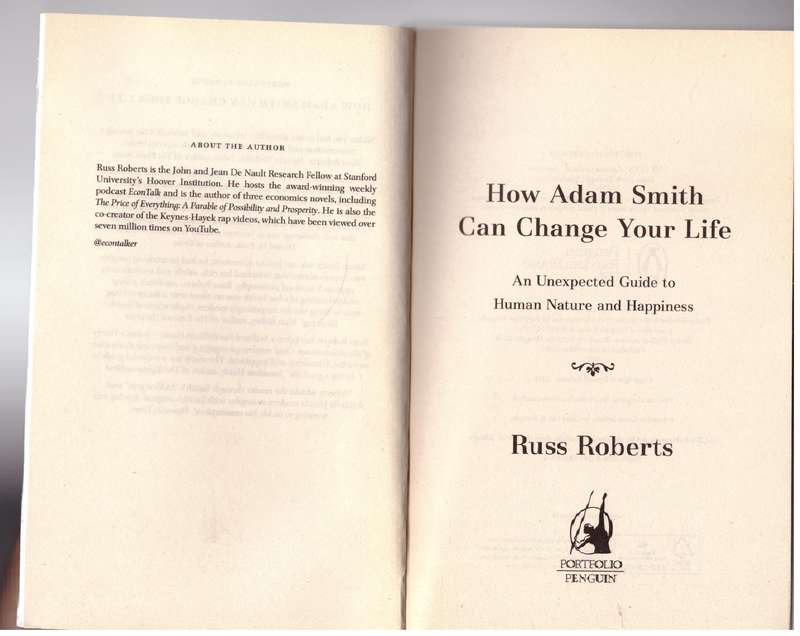 ABOUT THE AUTHOR
Russ Roberts is the John and Jean De Nault Research Fellow at Stanford
University's Hoover Institution. He hosts the award-winning weekly
podcast EconTalk and is the author of three economics novels, including
The Price of Everything: A Parable of Possibility and Prosperity. He is also the
co-creator of the Keynes-Hayek rap videos, which have been viewed over
seven million times on YouTube.
@econtalker
How Adam Smith
Can Change Your Life
An Unexpected Guide to
Human Nature and Happiness
Russ Roberts
PORTFOLIO
PENGUIN